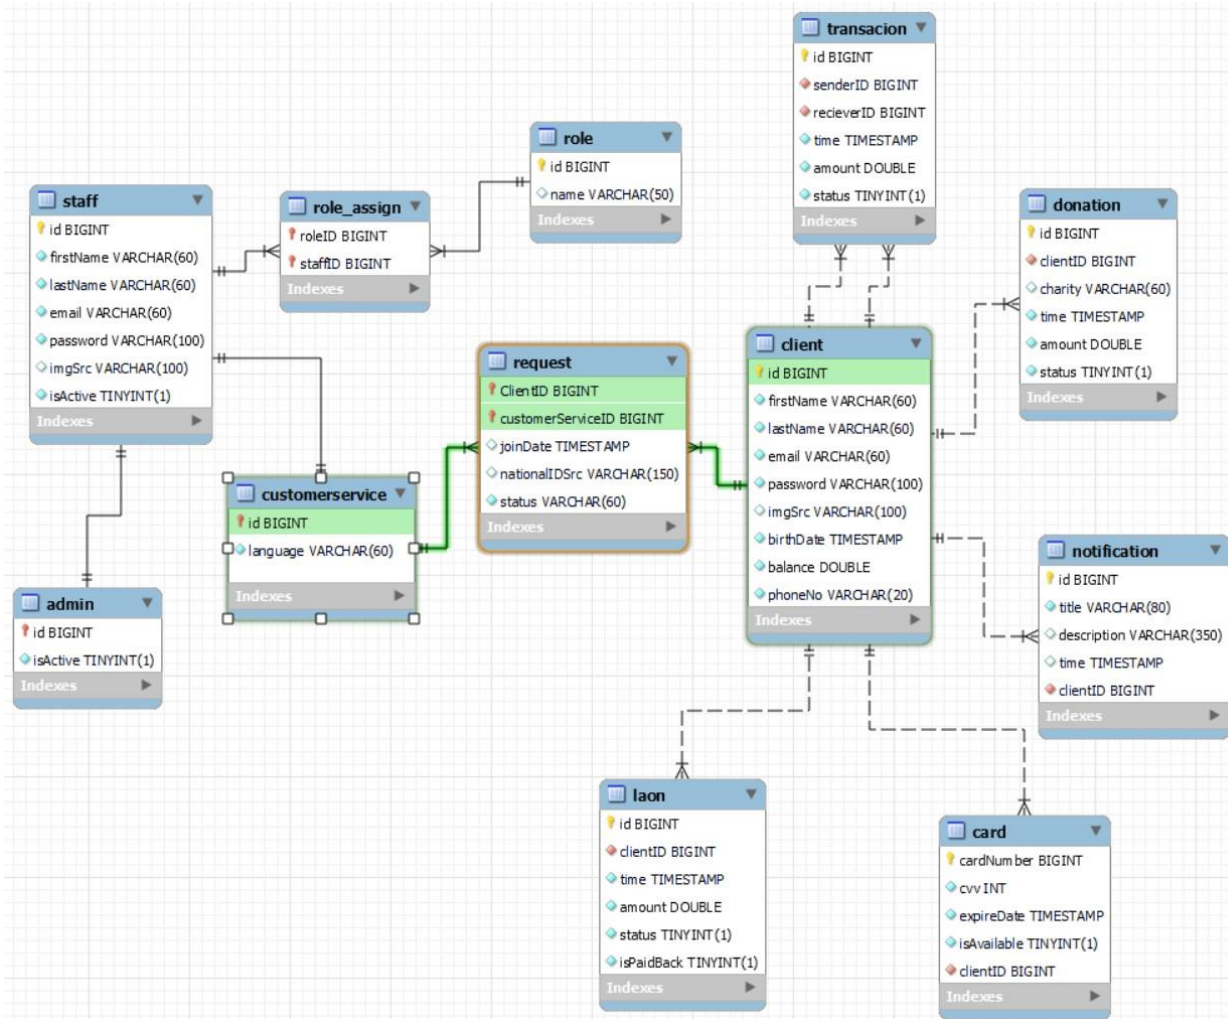 transacion
id BIGINT
senderID BIGINT
recieverID BIGINT
time TIMESTAMP
amount DOUBLE
status TINYINT(1)
Indexes
role
id BIGINT
name VARCHAR(50)
Indexes
staff
id BIGINT
firstName VARCHAR(60)
lastName VARCHAR(60)
email VARCHAR(60)
password VARCHAR(100)
imgSrc VARCHAR(100)
isActive TINYINT(1)
Indexes
role_assign
roleID BIGINT
staffID BIGINT
Indexes
donation
id BIGINT
clientID BIGINT
charity VARCHAR(60)
time TIMESTAMP
amount DOUBLE
status TINYINT(1)
Indexes
request
ClientID BIGINT
customerServiceID BIGINT
joinDate TIMESTAMP
nationalIDSrc VARCHAR(150)
status VARCHAR(60)
Indexes
client
id BIGINT
firstName VARCHAR(60)
lastName VARCHAR(60)
email VARCHAR(60)
password VARCHAR(100)
imgSrc VARCHAR(100)
birthDate TIMESTAMP
balance DOUBLE
phoneNo VARCHAR(20)
Indexes
customerservice
id BIGINT
language VARCHAR(60)
Indexes
notification
id BIGINT
title VARCHAR(80)
description VARCHAR(350)
time TIMESTAMP
clientID BIGINT
Indexes
admin
id BIGINT
isActive TINYINT(1)
Indexes
laon
id BIGINT
clientID BIGINT
time TIMESTAMP
amount DOUBLE
status TINYINT(1)
isPaidBack TINYINT(1)
Indexes
card
cardNumber BIGINT
cvv INT
expireDate TIMESTAMP
isAvailable TINYINT(1)
clientID BIGINT
Indexes